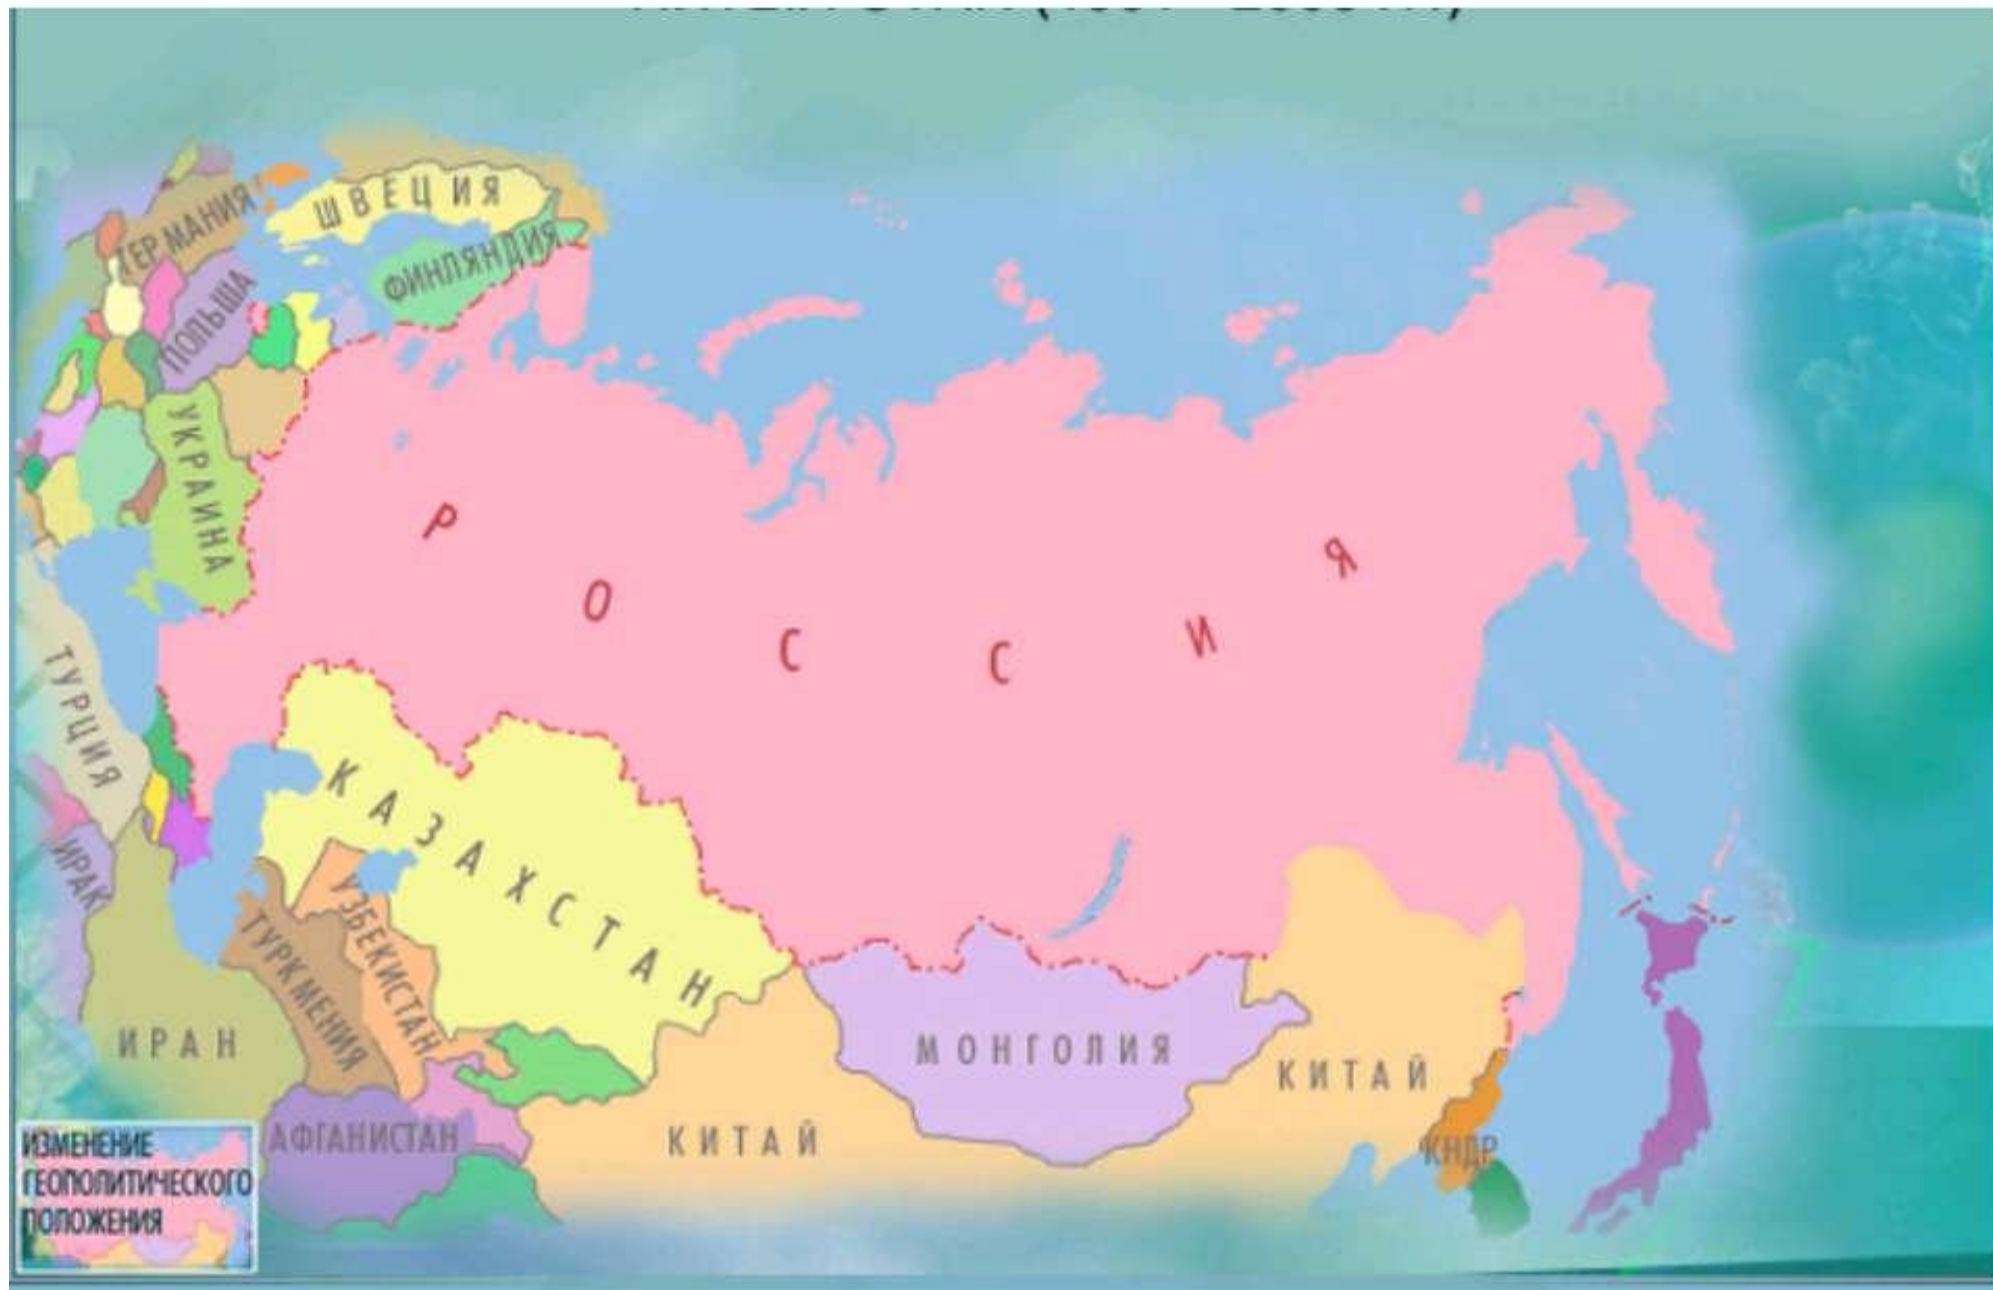 ШВЕЦИЯ
ГЕРМАНИЯ
ФИНЛЯНДИЯ
ПОЛЬША
УКРАИНА
РОССИЯ
ТУРЦИЯ
КАЗАХСТАН
ИРАК
УЗБЕКИСТАН
ТУРКМЕНИЯ
ИРАН
МОНГОЛИЯ
КИТАЙ
КИТАЙ
АФГАНИСТАН
КНДР
ИЗМЕНЕНИЕ
ГЕОПОЛИТИЧЕСКОГО
ПОЛОЖЕНИЯ